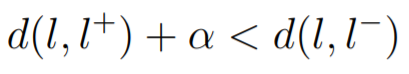 d(l, l⁺) + α < d(l, l⁻)